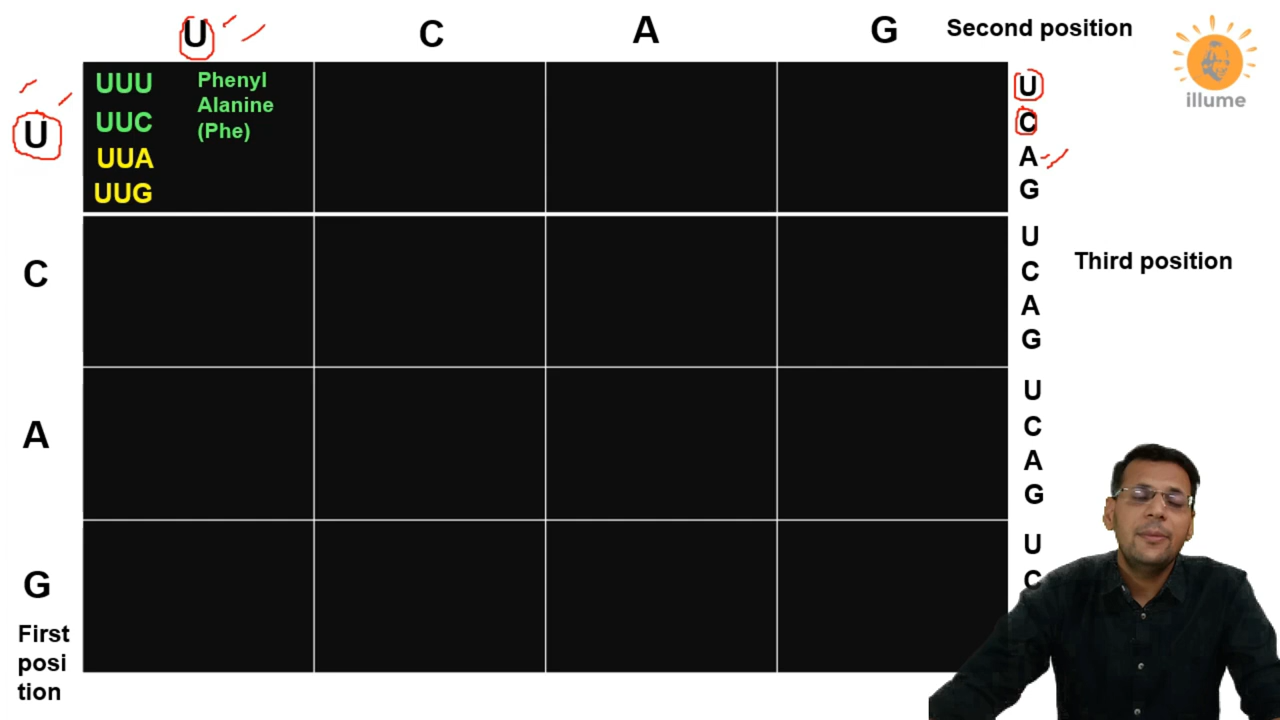 U C A G Second position
illume
U
UUU Phenyl
Alanine
UUC (Phe)
UUA
UUG
U
C
A
G
C
U
C
A
G
Third position
A
U
C
A
G
G
U
C
First
posi
tion